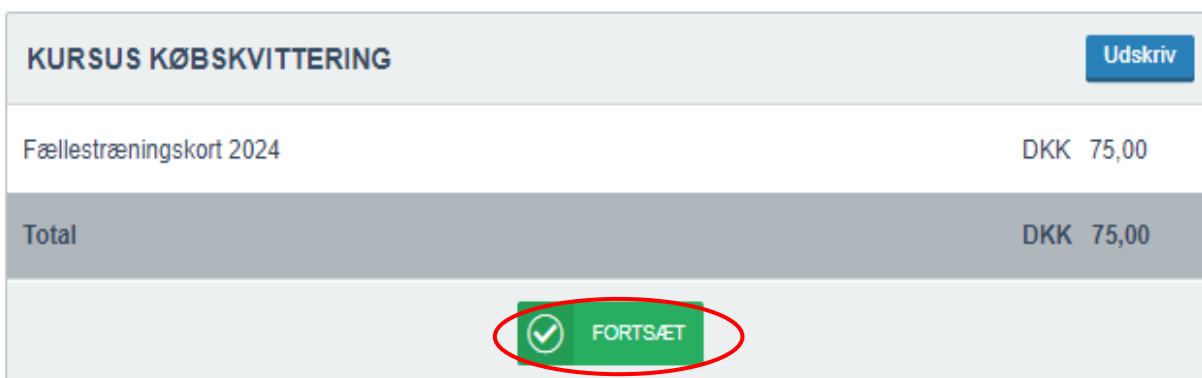 KURSUS KØBSKVITTERING Udskriv
Fællestræningskort 2024 DKK 75,00
Total DKK 75,00
FORTSÆT